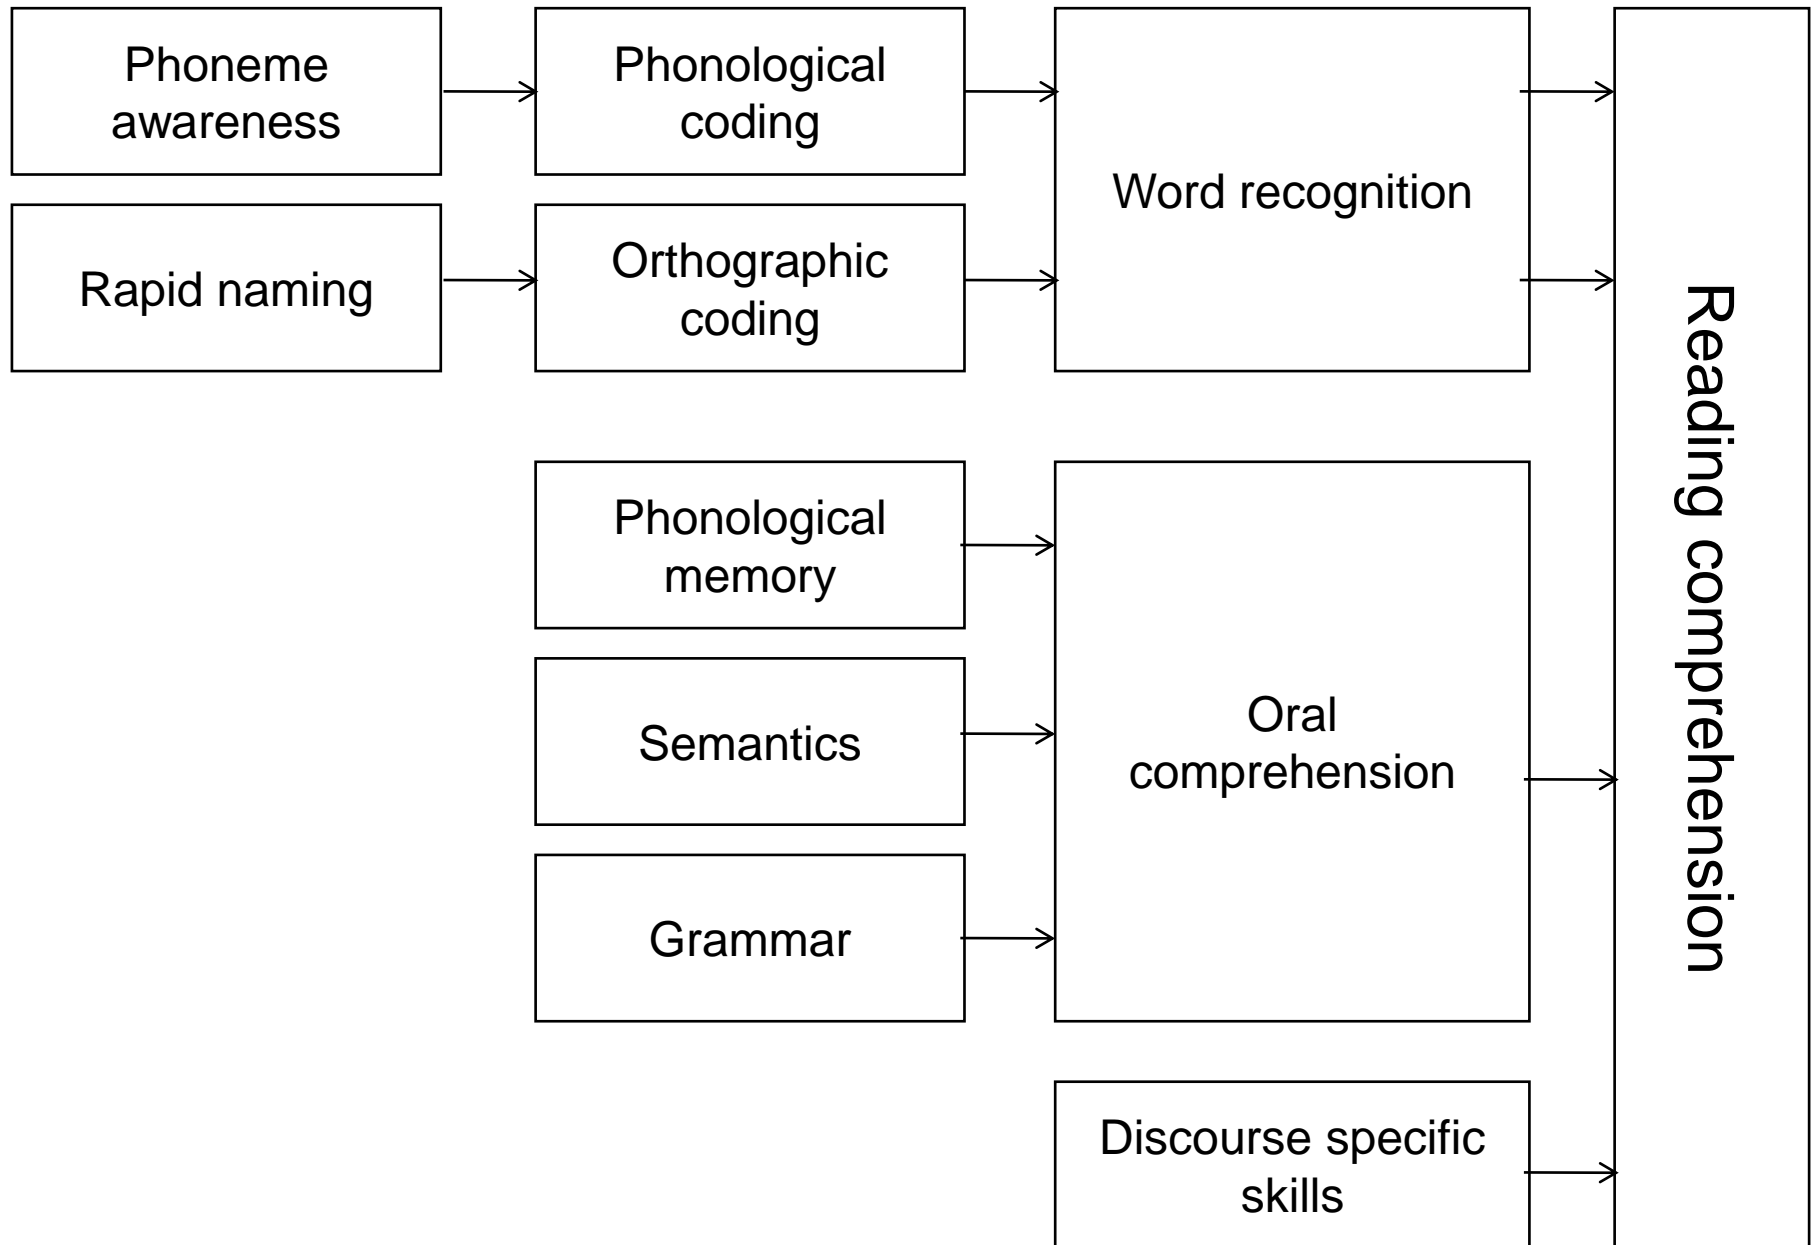 Phoneme
awareness
Phonological
coding
Word recognition
Rapid naming
Orthographic
coding
Phonological
memory
Semantics
Grammar
Oral
comprehension
Discourse specific
skills
Reading comprehension